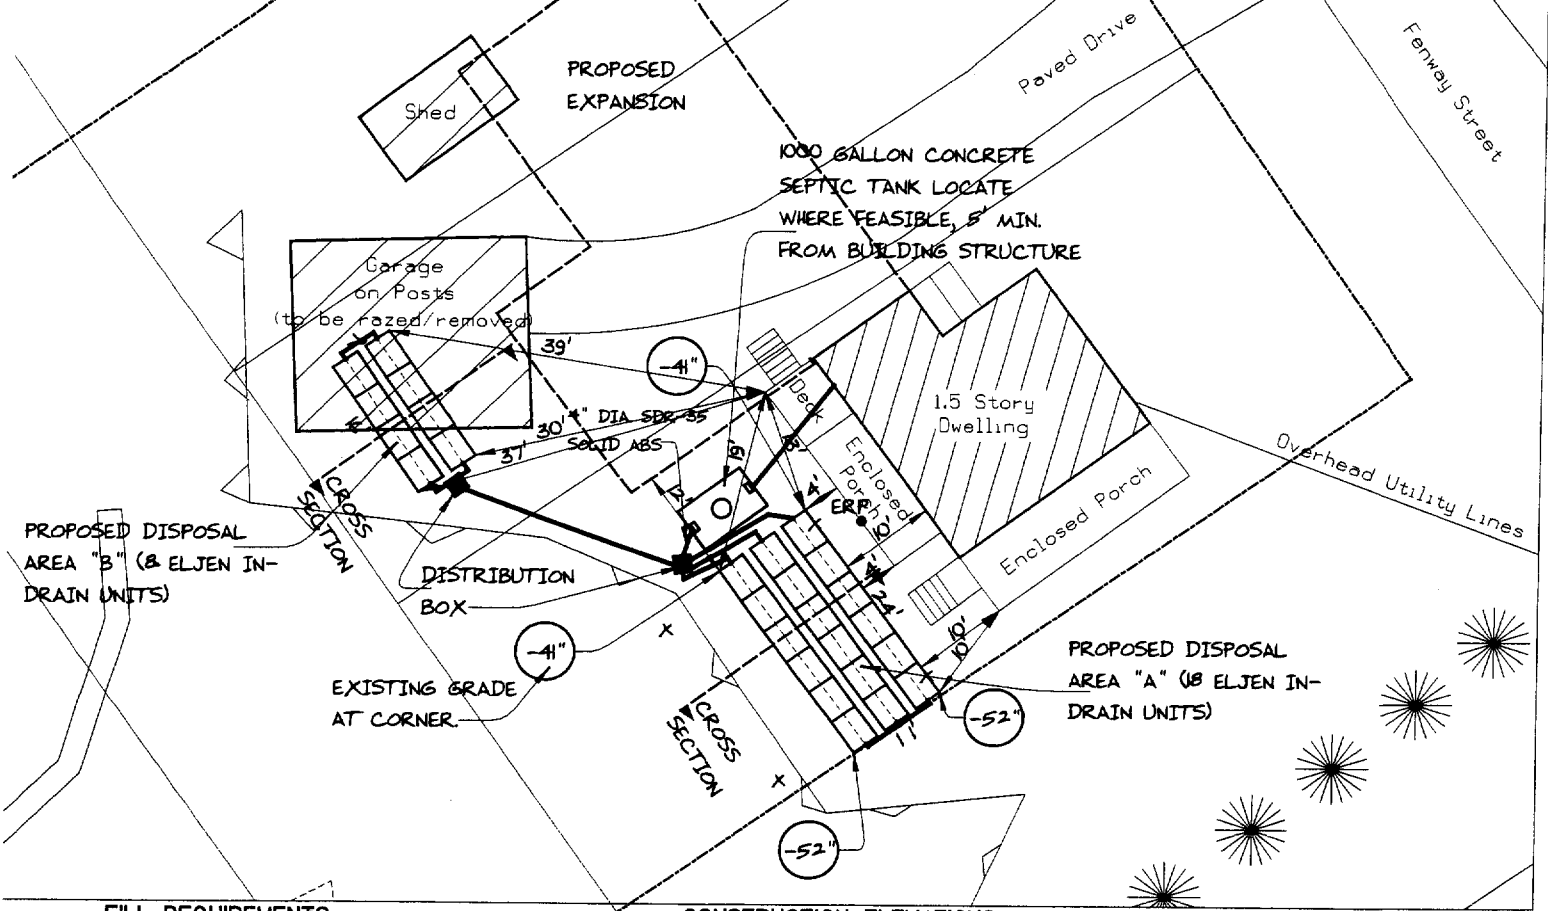 PROPOSED
EXPANSION
Shed
Paved Drive
Fenway Street
1000 GALLON CONCRETE
SEPTIC TANK LOCATE
WHERE FEASIBLE, 5' MIN.
FROM BUILDING STRUCTURE
Garage
on Posts
(to be razed/removed)
39'
-41"
4" DIA SDR-35
SOLID ABS
30'
37'
19'
13'
12'
4'
Deck
1.5 Story
Dwelling
Enclosed
Porch
ERP
10'
Enclosed Porch
Overhead Utility Lines
CROSS
SECTION
PROPOSED DISPOSAL
AREA "B" (8 ELJEN IN-
DRAIN UNITS)
DISTRIBUTION
BOX
4'
24'
10'
10'
-41"
EXISTING GRADE
AT CORNER
PROPOSED DISPOSAL
AREA "A" (18 ELJEN IN-
DRAIN UNITS)
-52"
CROSS
SECTION
-52"
FILL REQUIREMENTS
CONSTRUCTION ELEVATIONS